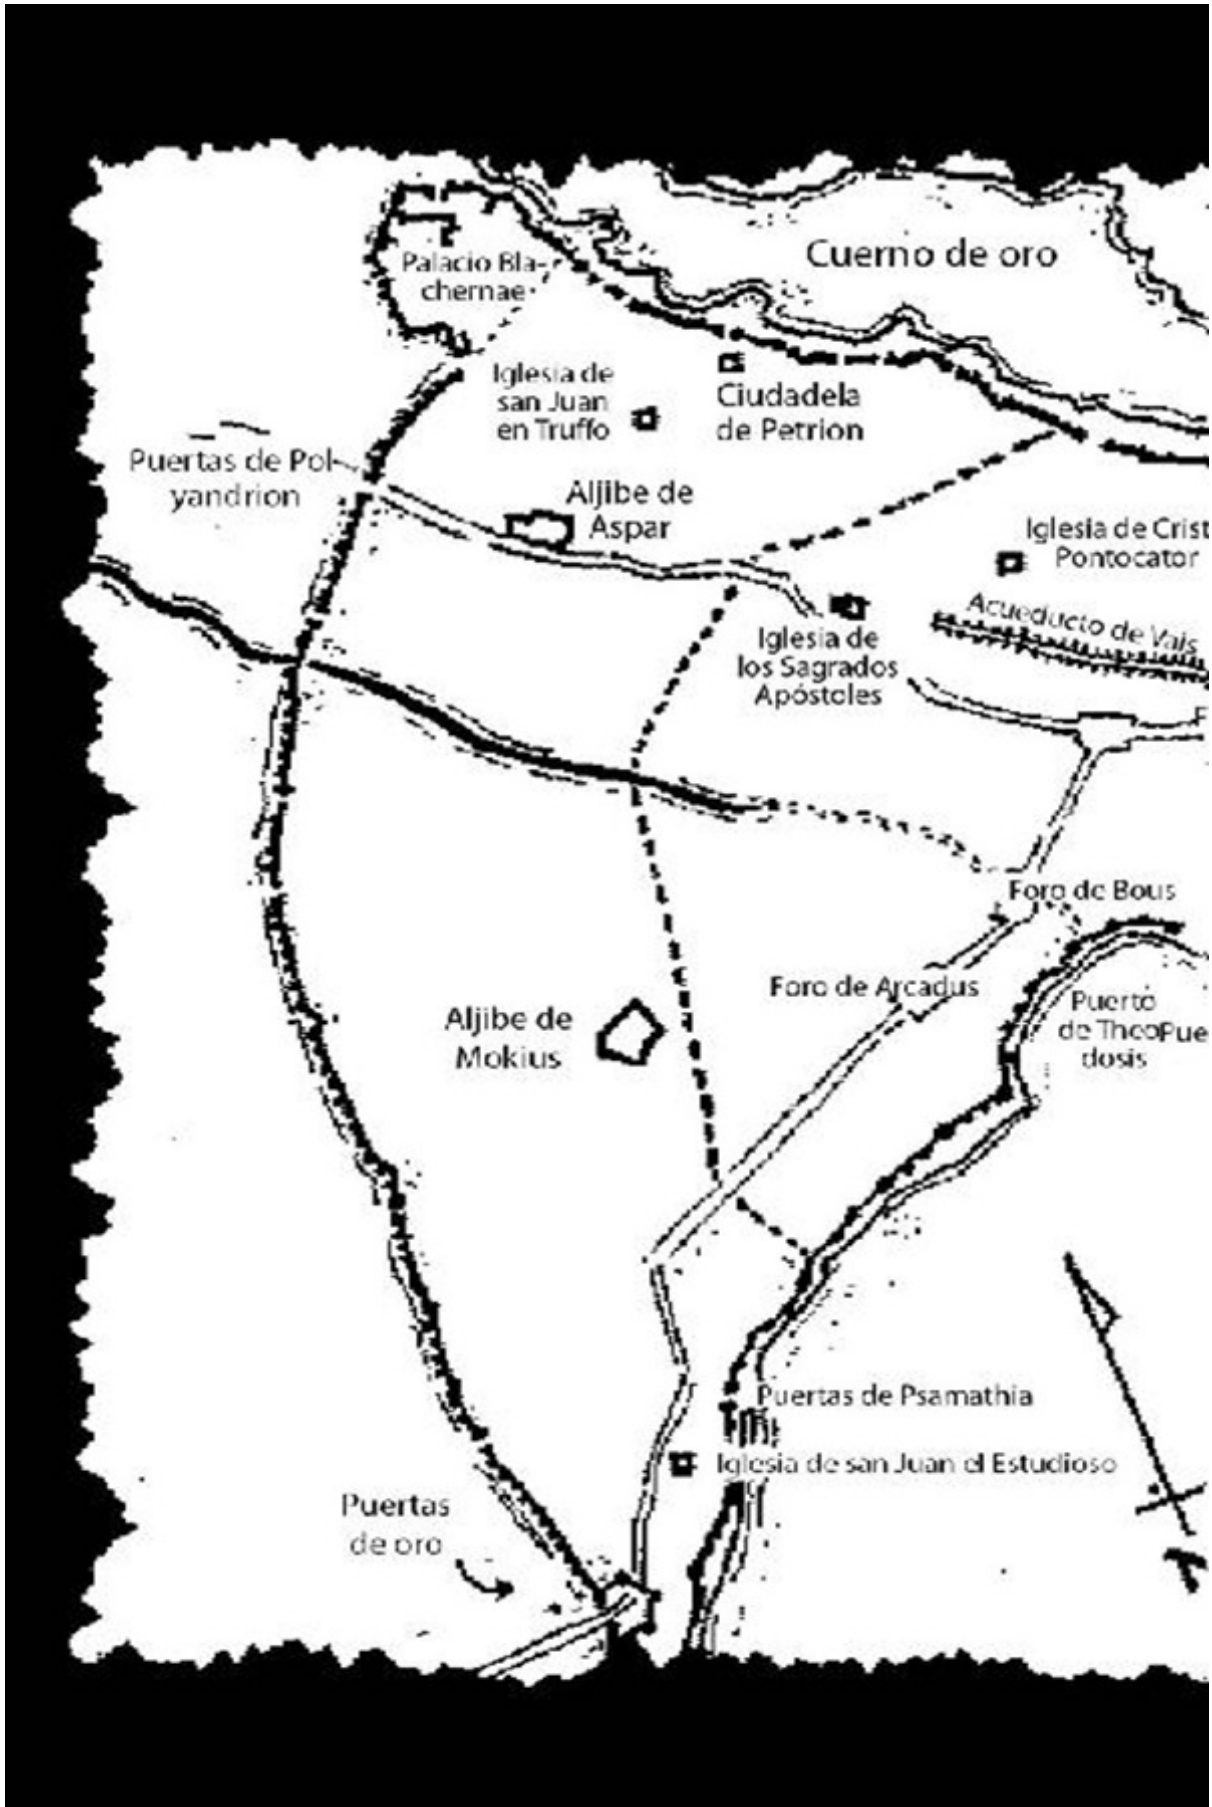 Cuerno de oro
Palacio Bla-
chernae
Iglesia de
san Juan
en Truffo
Ciudadela
de Petrion
Puertas de Pol-
yandrion
Aljibe de
Aspar
Iglesia de Crist
Pontocator
Acueducto de Vals
Iglesia de
los Sagrados
Apóstoles
Foro de Bous
Foro de Arcadus
Puerto
de Theo
dosis
Pue
Aljibe de
Mokius
Puertas de Psamathia
Iglesia de san Juan el Estudioso
Puertas
de oro